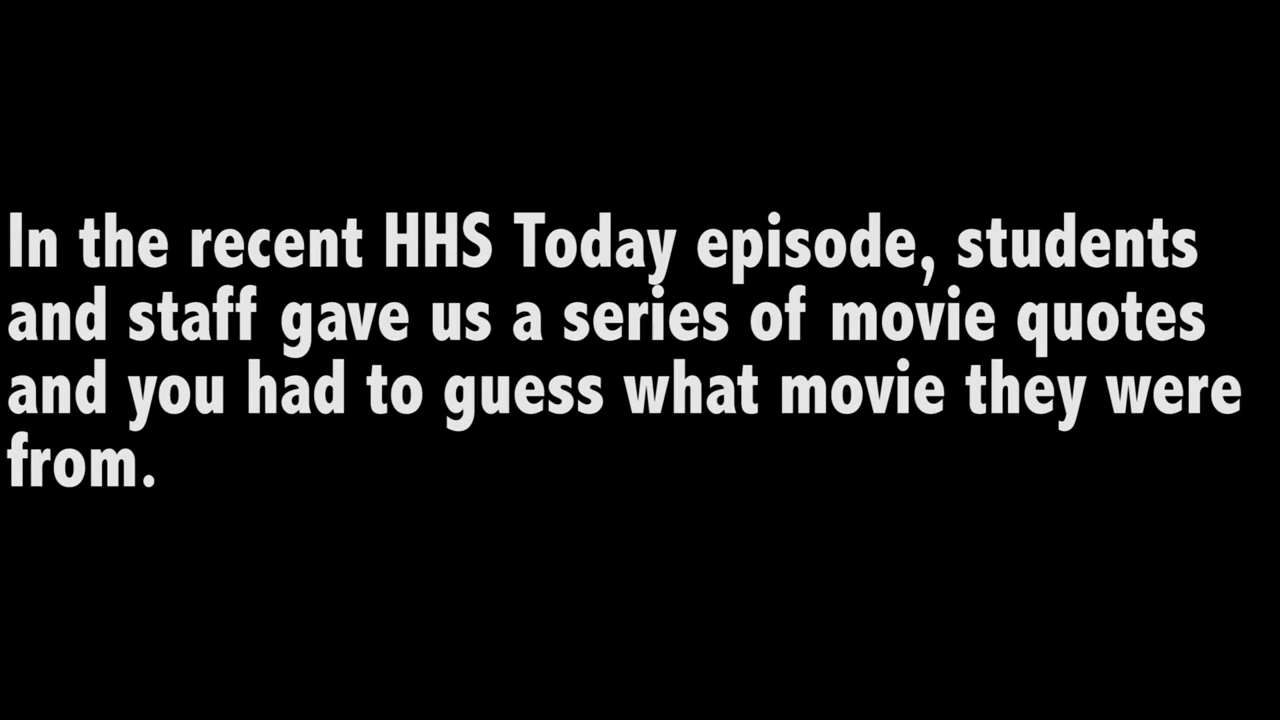 In the recent HHS Today episode, students
and staff gave us a series of movie quotes
and you had to guess what movie they were
from.